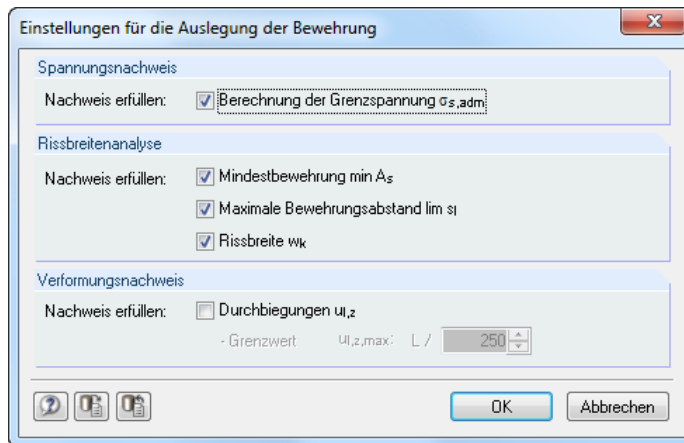 Einstellungen für die Auslegung der Bewehrung
Spannungsnachweis
Nachweis erfüllen: Berechnung der Grenzspannung σs,adm
Rissbreitenanalyse
Nachweis erfüllen: Mindestbewehrung min As
Maximale Bewehrungsabstand lim sl
Rissbreite wk
Verformungsnachweis
Nachweis erfüllen: Durchbiegungen ul,z
- Grenzwert ul,z,max: L / 250
OK Abbrechen